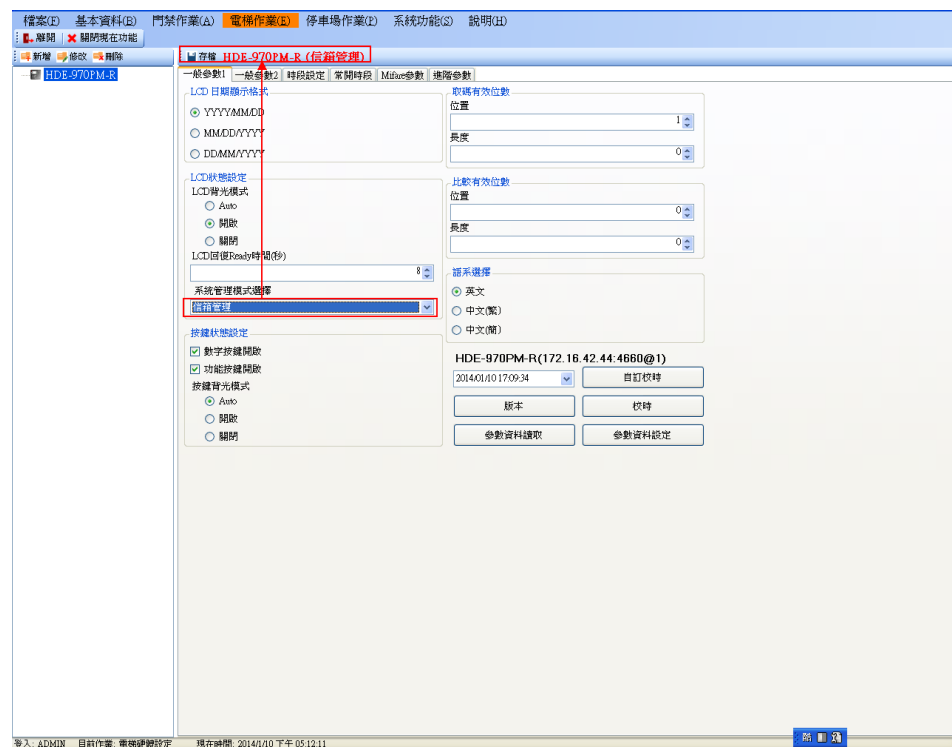 檔案(F) 基本資料(B) 門禁作業(A) 電梯作業(E) 停車場作業(P) 系統功能(S) 說明(H)
離開 關閉現在功能
新增 修改 刪除
存檔 HDE-970PM-R (信箱管理)
HDE-970PM-R
一般參數1 一般參數2 時段設定 常開時段 Mifare參數 進階參數
LCD 日期顯示格式
YYYY/MM/DD
MM/DD/YYYY
DD/MM/YYYY
LCD狀態設定
LCD背光模式
Auto
開啟
關閉
LCD回復Ready時間(秒)
8
系統管理模式選擇
信箱管理
按鍵狀態設定
數字按鍵開啟
功能按鍵開啟
按鍵背光模式
Auto
開啟
關閉
取碼有效位數
位置
1
長度
0
比較有效位數
位置
0
長度
0
語系選擇
英文
中文(繁)
中文(簡)
HDE-970PM-R(172.16.42.44:4660@1)
2014/01/10 17:09:34 自訂校時
版本 校時
參數資料讀取 參數資料設定
登入: ADMIN 目前作業: 電梯硬體設定 現在時間: 2014/1/10 下午 05:12:11